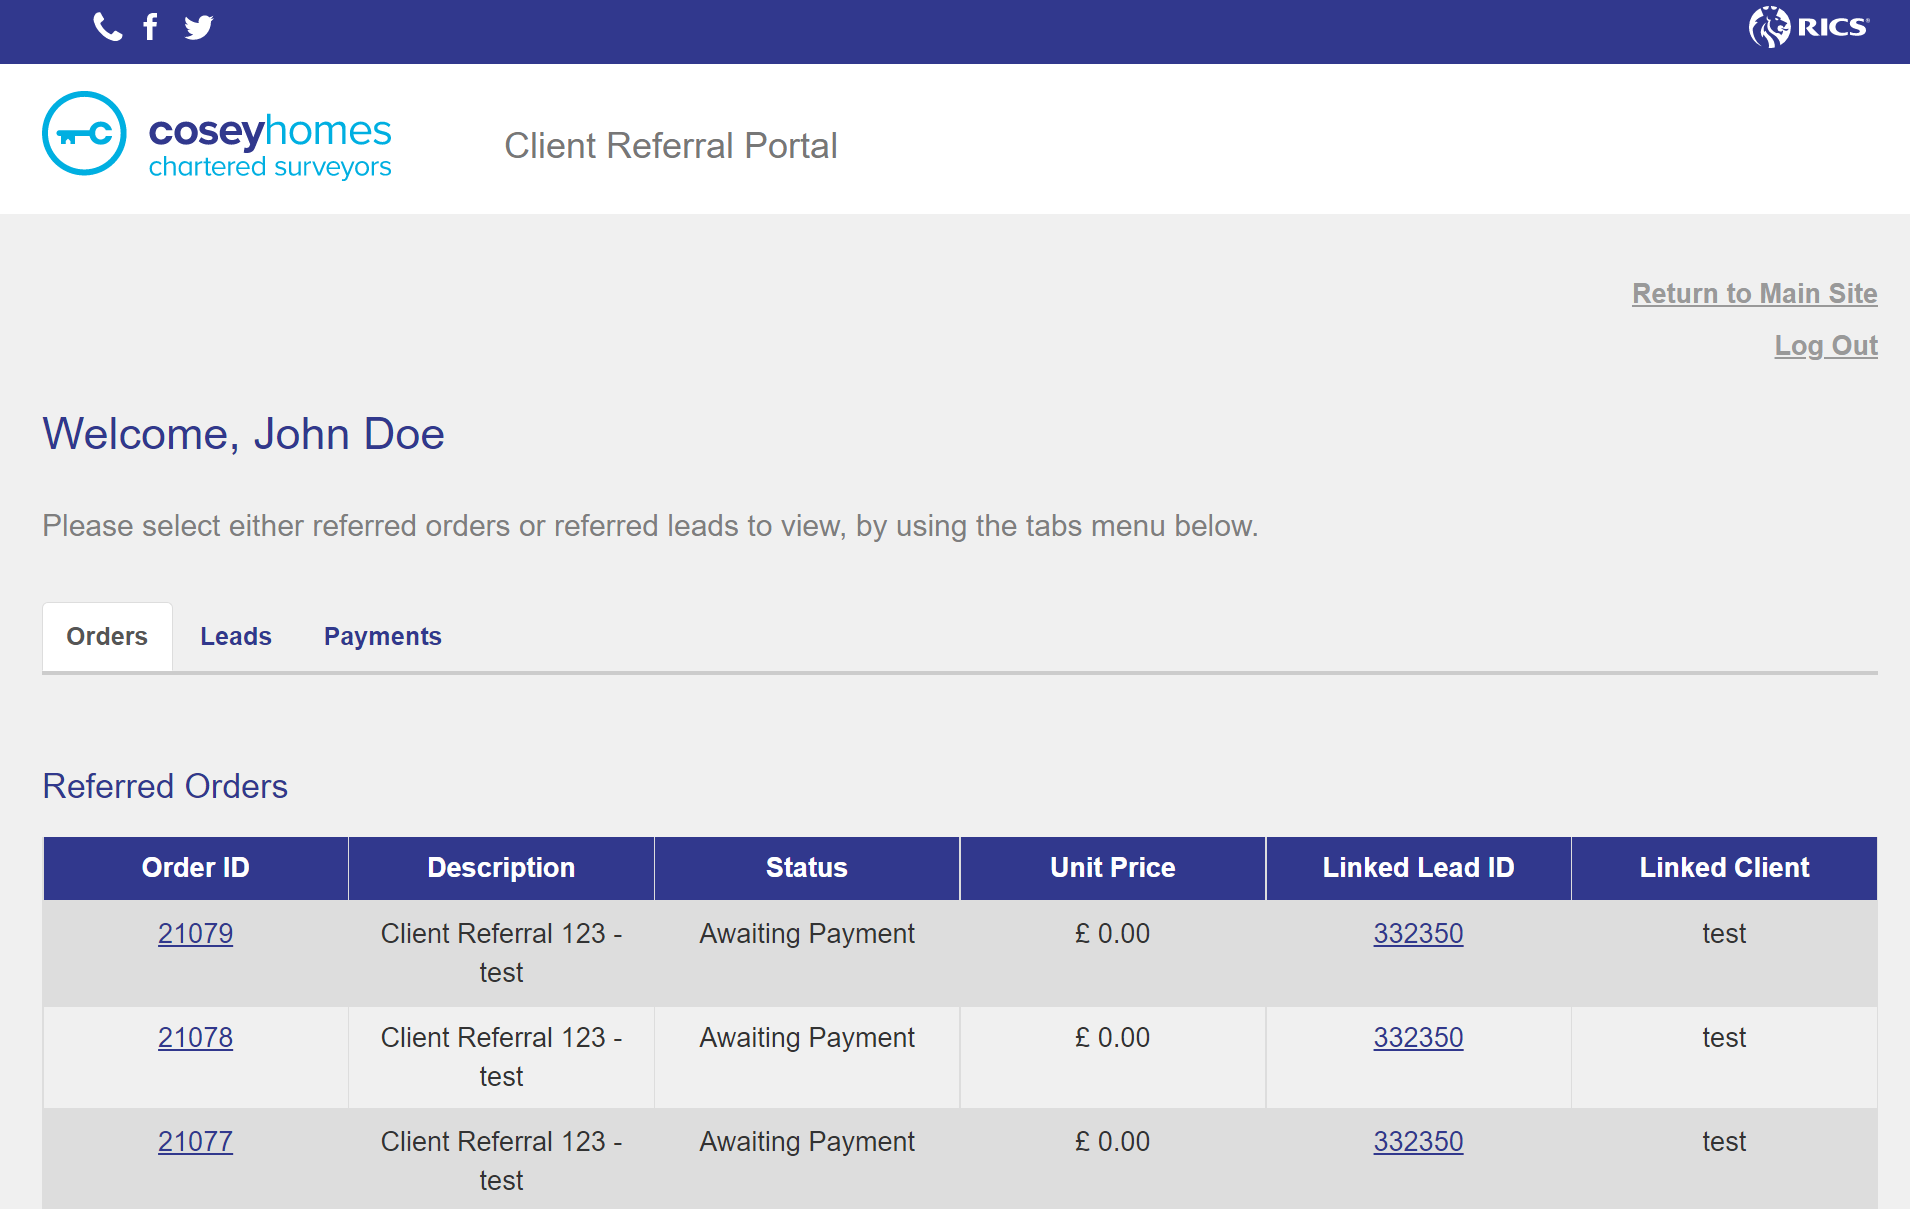 RICS
coseyhomes
chartered surveyors
Client Referral Portal
Return to Main Site
Log Out
Welcome, John Doe
Please select either referred orders or referred leads to view, by using the tabs menu below.
Orders Leads Payments
Referred Orders
Order ID Description Status Unit Price Linked Lead ID Linked Client
21079 Client Referral 123 - Awaiting Payment £ 0.00 332350 test
test
21078 Client Referral 123 - Awaiting Payment £ 0.00 332350 test
test
21077 Client Referral 123 - Awaiting Payment £ 0.00 332350 test
test